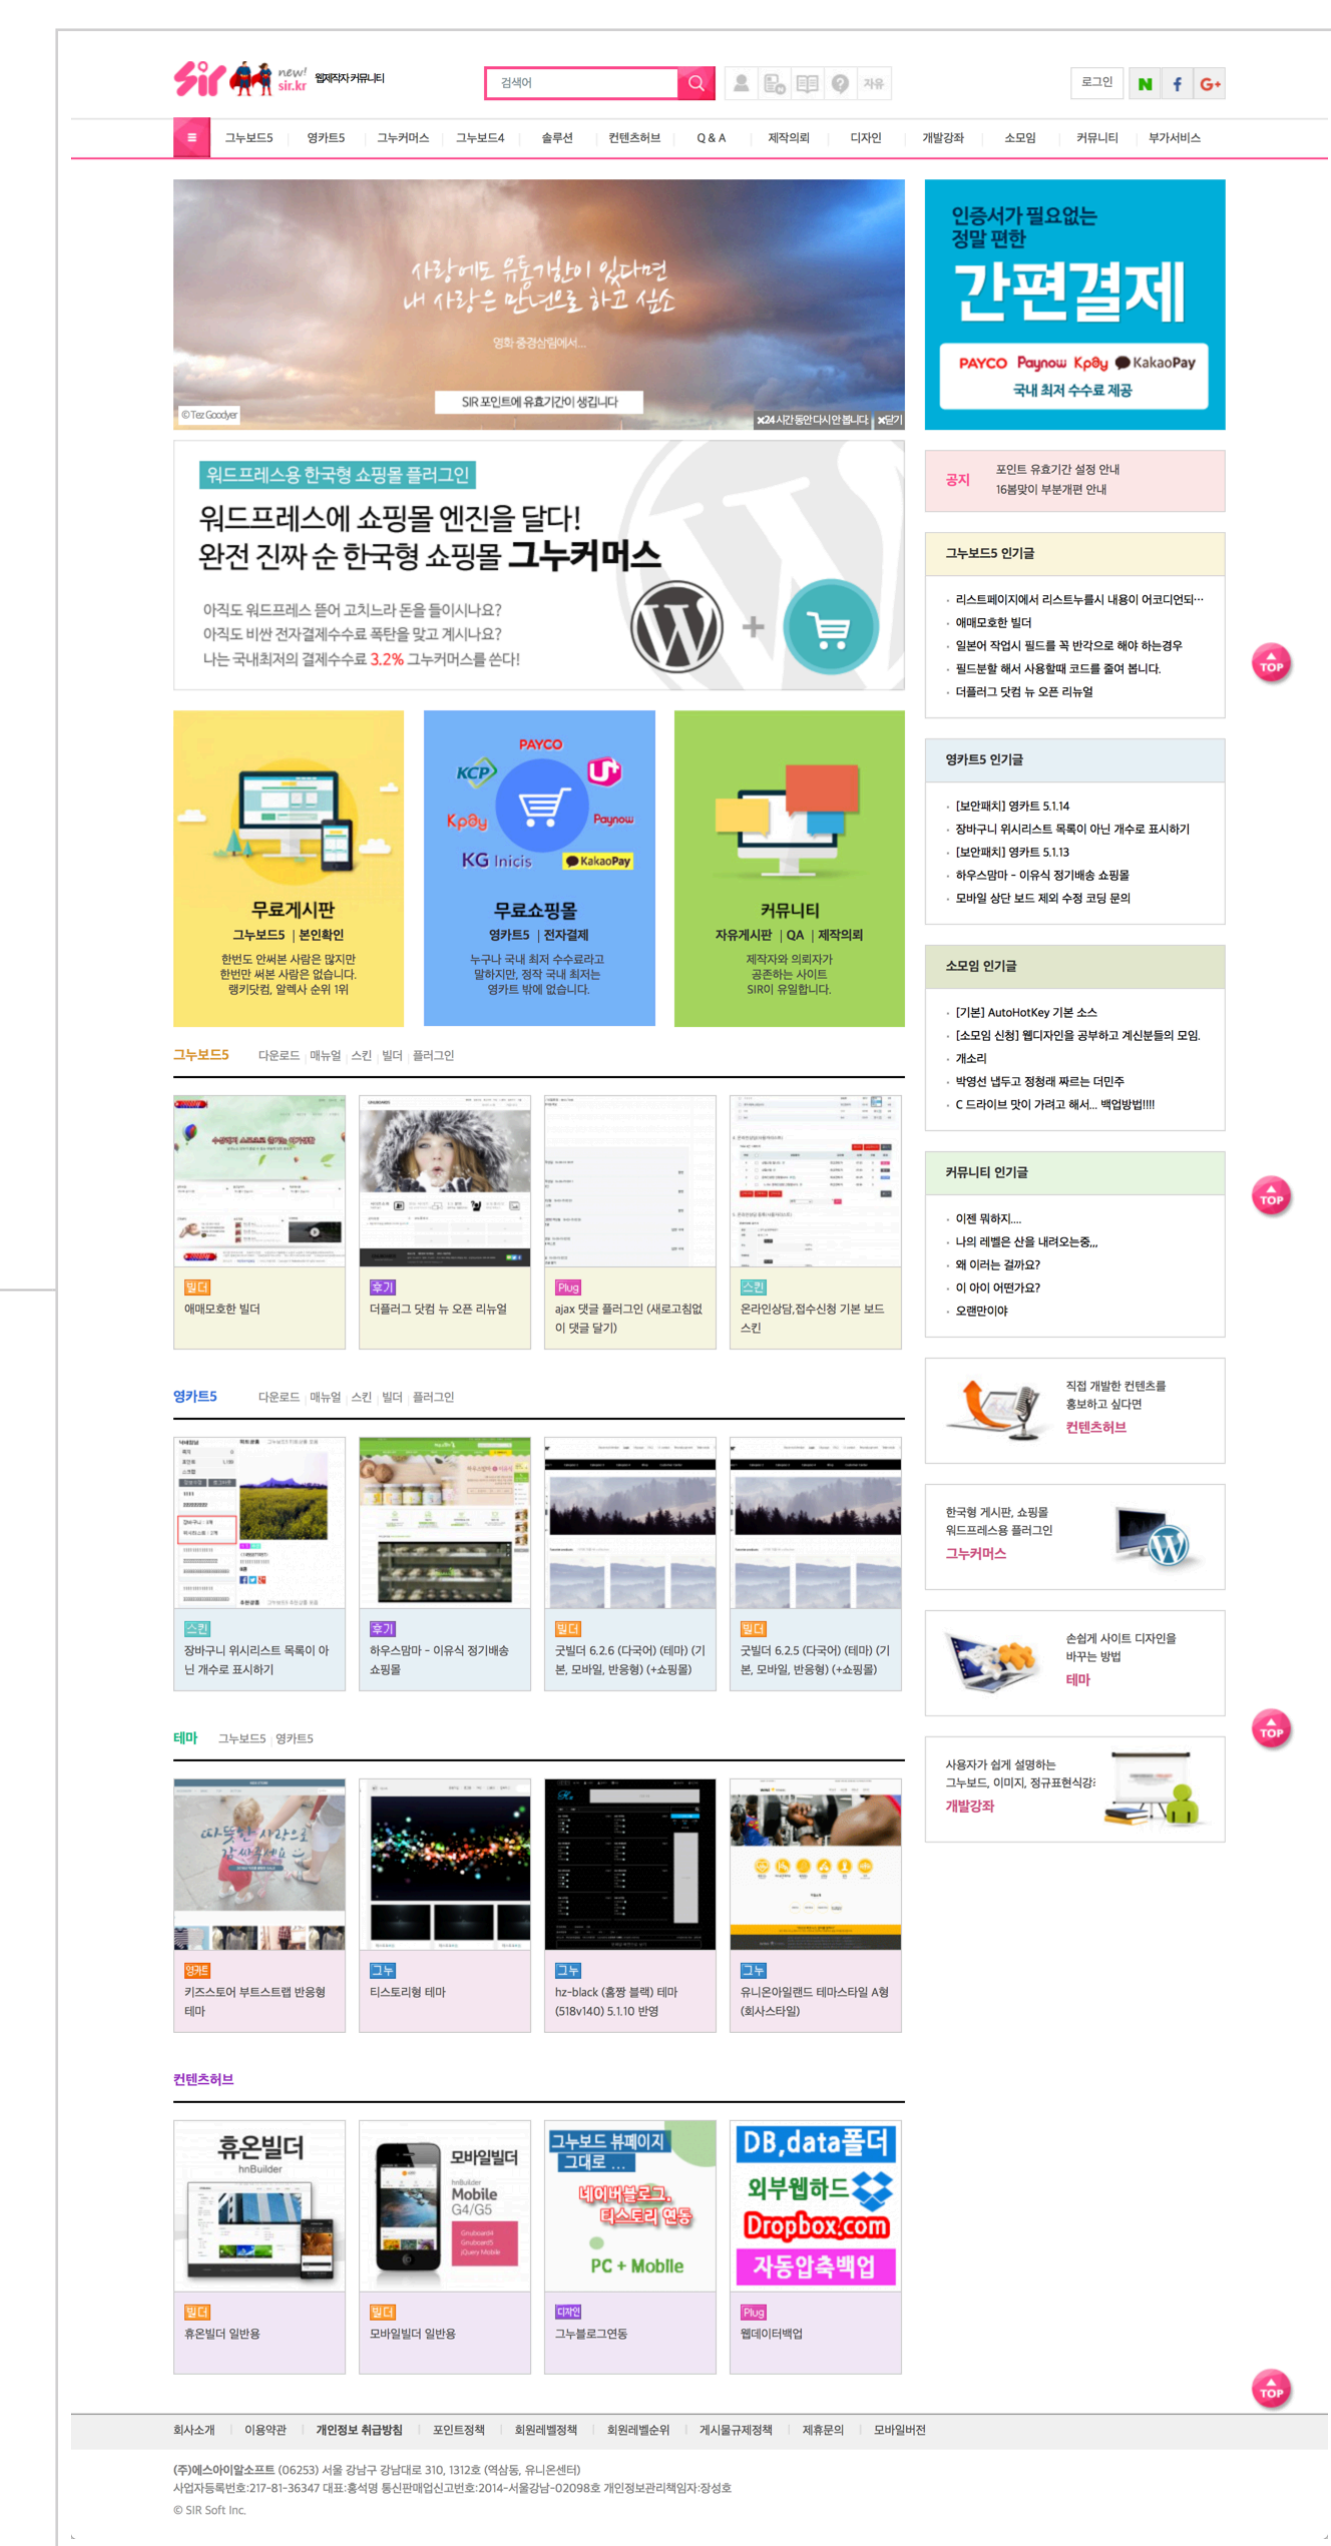 SIR new! sir.kr 웹제작자 커뮤니티
검색어
자유
로그인
N f G+
그누보드5 영카트5 그누커머스 그누보드4 솔루션 컨텐츠허브 Q & A 제작의뢰 디자인 개발강좌 소모임 커뮤니티 부가서비스
사랑에도 유통기한이 있다면
내 사랑은 만년으로 하고 싶소
영화 중경삼림에서...
SIR 포인트에 유효기간이 생깁니다
© Tez Goodyer
24시간 동안 다시 안 봅니다. 닫기
워드프레스용 한국형 쇼핑몰 플러그인
워드프레스에 쇼핑몰 엔진을 달다!
완전 진짜 순 한국형 쇼핑몰 그누커머스
아직도 워드프레스 뜯어 고치느라 돈을 들이시나요?
아직도 비싼 전자결제수수료 폭탄을 맞고 계시나요?
나는 국내최저의 결제수수료 3.2% 그누커머스를 쓴다!
무료게시판
그누보드5 | 본인확인
한번도 안써본 사람은 많지만
한번만 써본 사람은 없습니다.
랭키닷컴, 알렉사 순위 1위
PAYCO
KCP U+
Kpay Paynow
KG Inicis KakaoPay
무료쇼핑몰
영카트5 | 전자결제
누구나 국내 최저 수수료라고
말하지만, 정작 국내 최저는
영카트 밖에 없습니다.
커뮤니티
자유게시판 | QA | 제작의뢰
제작자와 의뢰자가
공존하는 사이트
SIR이 유일합니다.
그누보드5 다운로드 매뉴얼 스킨 빌더 플러그인
빌더
애매모호한 빌더
후기
더플러그 닷컴 뉴 오픈 리뉴얼
Plug
ajax 댓글 플러그인 (새로고침없
이 댓글 달기)
스킨
온라인상담,접수신청 기본 보드
스킨
영카트5 다운로드 매뉴얼 스킨 빌더 플러그인
스킨
장바구니 위시리스트 목록이 아
닌 개수로 표시하기
후기
하우스맘마 - 이유식 정기배송
쇼핑몰
빌더
굿빌더 6.2.6 (다국어) (테마) (기
본, 모바일, 반응형) (+쇼핑몰)
빌더
굿빌더 6.2.5 (다국어) (테마) (기
본, 모바일, 반응형) (+쇼핑몰)
테마 그누보드5 영카트5
따뜻한 사랑으로
감싸주세요
영카트
키즈스토어 부트스트랩 반응형
테마
그누
티스토리형 테마
그누
hz-black (홈짱 블랙) 테마
(518v140) 5.1.10 반영
그누
유니온아일랜드 테마스타일 A형
(회사스타일)
컨텐츠허브
휴온빌더
hnBuilder
빌더
휴온빌더 일반용
모바일빌더
hnBuilder
Mobile
G4/G5
Gnuboard4
Gnuboard5
jQuery Mobile
빌더
모바일빌더 일반용
그누보드 뷰페이지
그대로 ...
네이버블로그,
티스토리 연동
PC + Mobile
디자인
그누블로그연동
DB,data폴더
외부웹하드
Dropbox.com
자동압축백업
Plug
웹데이터백업
인증서가 필요없는
정말 편한
간편결제
PAYCO Paynow Kpay KakaoPay
국내 최저 수수료 제공
공지
포인트 유효기간 설정 안내
16봄맞이 부분개편 안내
그누보드5 인기글
리스트페이지에서 리스트누를시 내용이 어코디언되…
애매모호한 빌더
일본어 작업시 필드를 꼭 반각으로 해야 하는경우
필드분할 해서 사용할때 코드를 줄여 봅니다.
더플러그 닷컴 뉴 오픈 리뉴얼
TOP
영카트5 인기글
[보안패치] 영카트 5.1.14
장바구니 위시리스트 목록이 아닌 개수로 표시하기
[보안패치] 영카트 5.1.13
하우스맘마 - 이유식 정기배송 쇼핑몰
모바일 상단 보드 제외 수정 코딩 문의
소모임 인기글
[기본] AutoHotKey 기본 소스
[소모임 신청] 웹디자인을 공부하고 계신분들의 모임.
개소리
박영선 냅두고 정청래 짜르는 더민주
C 드라이브 맛이 가려고 해서... 백업방법!!!!
커뮤니티 인기글
이젠 뭐하지....
나의 레벨은 산을 내려오는중,,,
왜 이러는 걸까요?
이 아이 어떤가요?
오랜만이야
TOP
직접 개발한 컨텐츠를
홍보하고 싶다면
컨텐츠허브
한국형 게시판, 쇼핑몰
워드프레스용 플러그인
그누커머스
손쉽게 사이트 디자인을
바꾸는 방법
테마
TOP
사용자가 쉽게 설명하는
그누보드, 이미지, 정규표현식강
개발강좌
TOP
회사소개 이용약관 개인정보 취급방침 포인트정책 회원레벨정책 회원레벨순위 게시물규제정책 제휴문의 모바일버전
(주)에스아이알소프트 (06253) 서울 강남구 강남대로 310, 1312호 (역삼동, 유니온센터)
사업자등록번호:217-81-36347 대표:홍석명 통신판매업신고번호:2014-서울강남-02098호 개인정보관리책임자:장성호
© SIR Soft Inc.